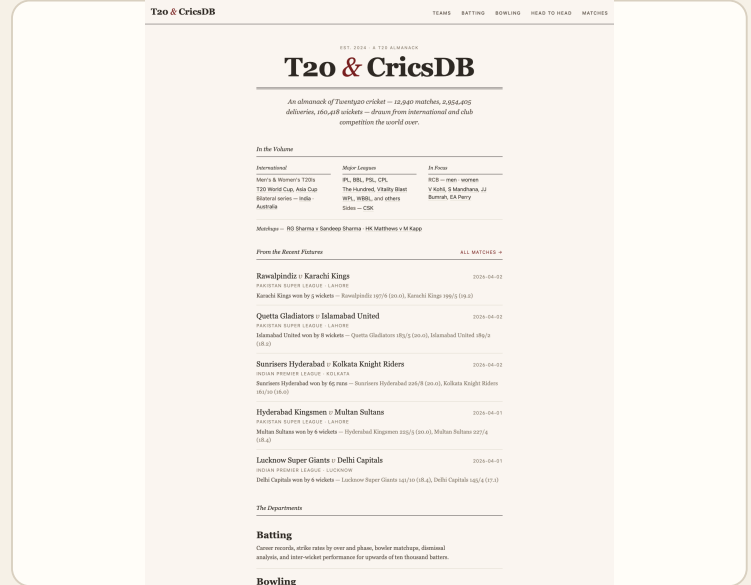 T20 & CricsDB
TEAMS BATTING BOWLING HEAD TO HEAD MATCHES
EST. 2024 · A T20 ALMANACK
T20 & CricsDB
An almanack of Twenty20 cricket — 12,940 matches, 2,954,405
deliveries, 160,418 wickets — drawn from international and club
competition the world over.
In the Volume
International
Men's & Women's T20Is
T20 World Cup, Asia Cup
Bilateral series — India ·
Australia
Major Leagues
IPL, BBL, PSL, CPL
The Hundred, Vitality Blast
WPL, WBBL, and others
Sides — CSK
In Focus
RCB — men · women
V Kohli, S Mandhana, JJ
Bumrah, EA Perry
Matchups — RG Sharma v Sandeep Sharma · HK Matthews v M Kapp
From the Recent Fixtures
ALL MATCHES →
Rawalpindiz v Karachi Kings
2026-04-02
PAKISTAN SUPER LEAGUE · LAHORE
Karachi Kings won by 5 wickets — Rawalpindiz 197/6 (20.0), Karachi Kings 199/5 (19.2)
Quetta Gladiators v Islamabad United
2026-04-02
PAKISTAN SUPER LEAGUE · LAHORE
Islamabad United won by 8 wickets — Quetta Gladiators 183/5 (20.0), Islamabad United 189/2
(18.2)
Sunrisers Hyderabad v Kolkata Knight Riders
2026-04-02
INDIAN PREMIER LEAGUE · KOLKATA
Sunrisers Hyderabad won by 65 runs — Sunrisers Hyderabad 226/8 (20.0), Kolkata Knight Riders
161/10 (16.0)
Hyderabad Kingsmen v Multan Sultans
2026-04-01
PAKISTAN SUPER LEAGUE · LAHORE
Multan Sultans won by 6 wickets — Hyderabad Kingsmen 225/5 (20.0), Multan Sultans 227/4
(18.4)
Lucknow Super Giants v Delhi Capitals
2026-04-01
INDIAN PREMIER LEAGUE · LUCKNOW
Delhi Capitals won by 6 wickets — Lucknow Super Giants 141/10 (18.4), Delhi Capitals 145/4 (17.1)
The Departments
Batting
Career records, strike rates by over and phase, bowler matchups, dismissal
analysis, and inter-wicket performance for upwards of ten thousand batters.
Bowling